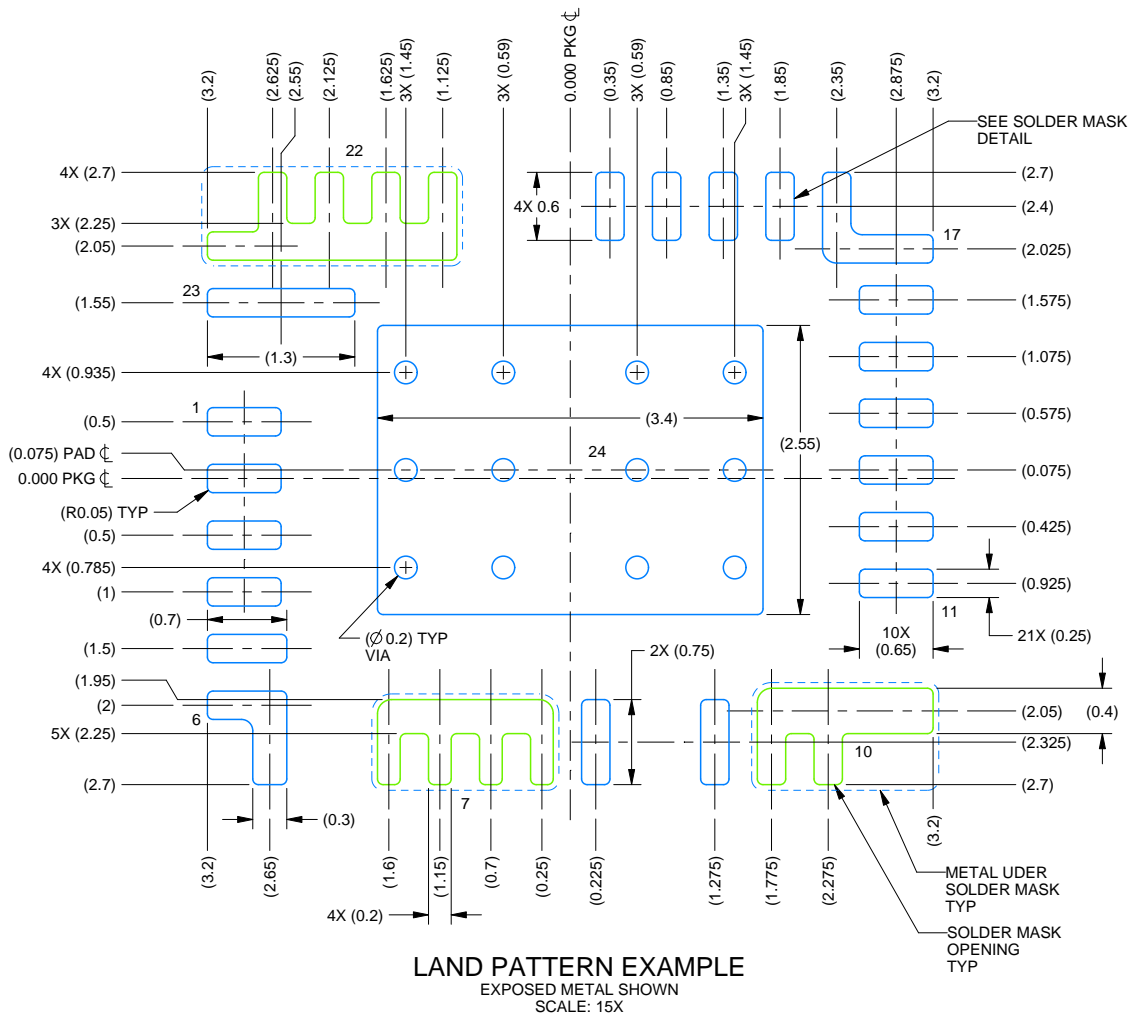 0.000 PKG ℄
(3.2)
(2.625)
(2.55)
(2.125)
(1.625)
3X (1.45)
(1.125)
3X (0.59)
(0.35)
3X (0.59)
(0.85)
(1.35)
3X (1.45)
(1.85)
(2.35)
(2.875)
(3.2)
SEE SOLDER MASK
DETAIL
22
4X (2.7)
3X (2.25)
(2.05)
4X 0.6
(2.7)
(2.4)
17
(2.025)
23
(1.55)
(1.3)
(1.575)
(1.075)
4X (0.935)
1
(0.5)
(3.4)
(2.55)
(0.575)
(0.075) PAD ℄
0.000 PKG ℄
24
(0.075)
(R0.05) TYP
(0.5)
(0.425)
4X (0.785)
(1)
(0.925)
11
(0.7)
(Ø 0.2) TYP
VIA
10X
(0.65)
21X (0.25)
(1.5)
2X (0.75)
(1.95)
(2)
6
(2.05)
(0.4)
5X (2.25)
10
(2.325)
(2.7)
7
(2.7)
(0.3)
(3.2)
(2.65)
(1.6)
(1.15)
(0.7)
(0.25)
(0.225)
(1.275)
(1.775)
(2.275)
(3.2)
4X (0.2)
METAL UDER
SOLDER MASK
TYP
SOLDER MASK
OPENING
TYP
LAND PATTERN EXAMPLE
EXPOSED METAL SHOWN
SCALE: 15X